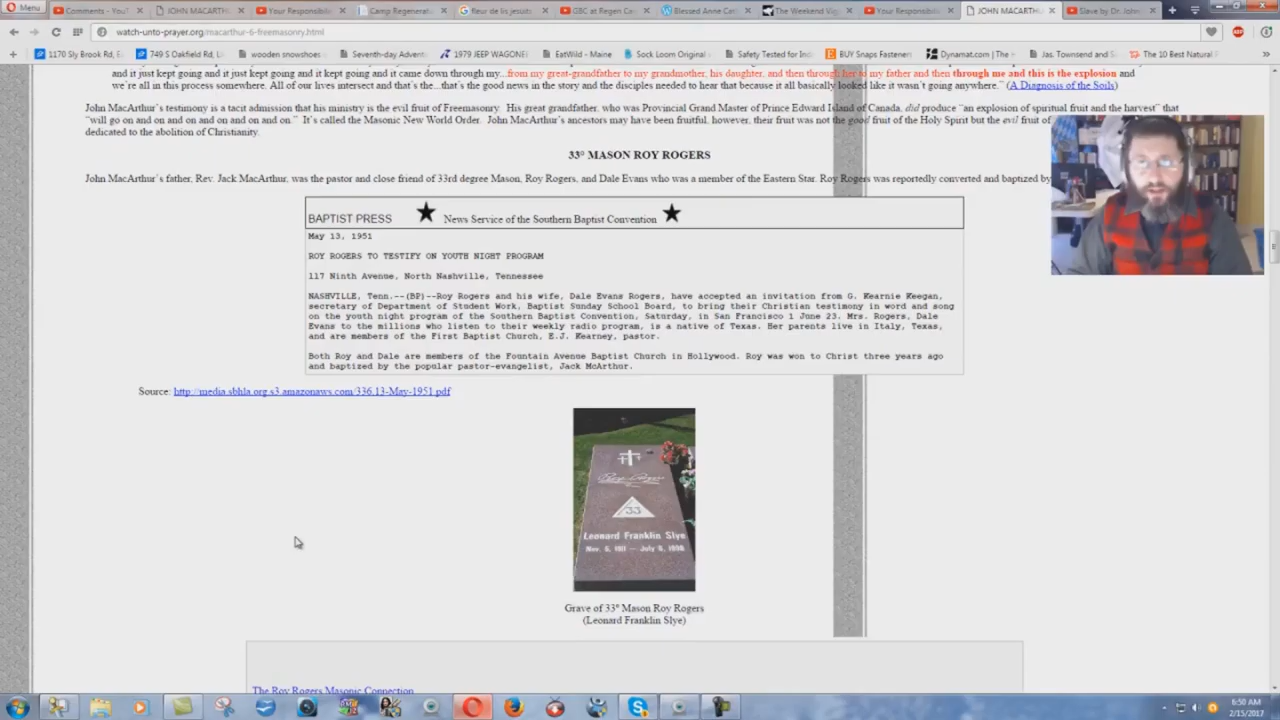 Menu
Comments - YouT
JOHN MACARTH
Your Responsibili
Camp Regenerat
fleur de lis jessists
GBC at Regen Ca
Blessed Anne Cat
The Weekend Vig
Your Responsibili
JOHN MACARTH
Slave by Dr. John
watch-unto-prayer.org/macarthur-6-freemasonry.html
1170 Sly Brook Rd, E
749 S Oakfield Rd, L
wooden snowshoes
Seventh-day Advent
1979 JEEP WAGONE
EatWild - Maine
Sock Loom Original
Safety Tested for Ind
BUY Snaps Fasteners
Dynamat.com | The
Jas. Townsend and S
The 10 Best Natural F
and it just kept going and it just kept going and it kept going and it came down through my...from my great-grandfather to my grandmother, his daughter, and then through her to my father and then through me and this is the explosion and
we're all in this process somewhere. All of our lives intersect and that's the...that's the good news in the story and the disciples needed to hear that because it all basically looked like it wasn't going anywhere." (A Diagnosis of the Soils)
John MacArthur's testimony is a tacit admission that his ministry is the evil fruit of Freemasonry. His great grandfather, who was Provincial Grand Master of Prince Edward Island of Canada, did produce "an explosion of spiritual fruit and the harvest" that
"will go on and on and on and on and on and on." It's called the Masonic New World Order. John MacArthur's ancestors may have been fruitful, however, their fruit was not the good fruit of the Holy Spirit but the evil fruit of
dedicated to the abolition of Christianity.
33° MASON ROY ROGERS
John MacArthur's father, Rev. Jack MacArthur, was the pastor and close friend of 33rd degree Mason, Roy Rogers, and Dale Evans who was a member of the Eastern Star. Roy Rogers was reportedly converted and baptized by
BAPTIST PRESS News Service of the Southern Baptist Convention
May 13, 1951
ROY ROGERS TO TESTIFY ON YOUTH NIGHT PROGRAM
117 Ninth Avenue, North Nashville, Tennessee
NASHVILLE, Tenn.--(BP)--Roy Rogers and his wife, Dale Evans Rogers, have accepted an invitation from G. Kearnie Keegan,
secretary of Department of Student Work, Baptist Sunday School Board, to bring their Christian testimony in word and song
on the youth night program of the Southern Baptist Convention, Saturday, in San Francisco 1 June 23. Mrs. Rogers, Dale
Evans to the millions who listen to their weekly radio program, is a native of Texas. Her parents live in Italy, Texas,
and are members of the First Baptist Church, E.J. Kearney, pastor.
Both Roy and Dale are members of the Fountain Avenue Baptist Church in Hollywood. Roy was won to Christ three years ago
and baptized by the popular pastor-evangelist, Jack McArthur.
Source: http://media.sbhla.org.s3.amazonaws.com/336,13-May-1951.pdf
Roy Rogers
33
Leonard Franklin Slye
Nov. 5, 1911 — July 6, 1998
Grave of 33° Mason Roy Rogers
(Leonard Franklin Slye)
The Roy Rogers Masonic Connection
6:50 AM
2/15/2017